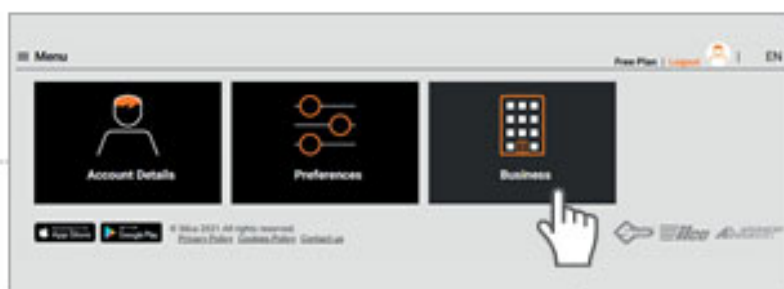 ≡ Menu
Free Plan | Logout | EN
Account Details
Preferences
Business
App Store
Google Play
© Silca 2021 All rights reserved.
Privacy Policy Cookies Policy Contact us
Ilco